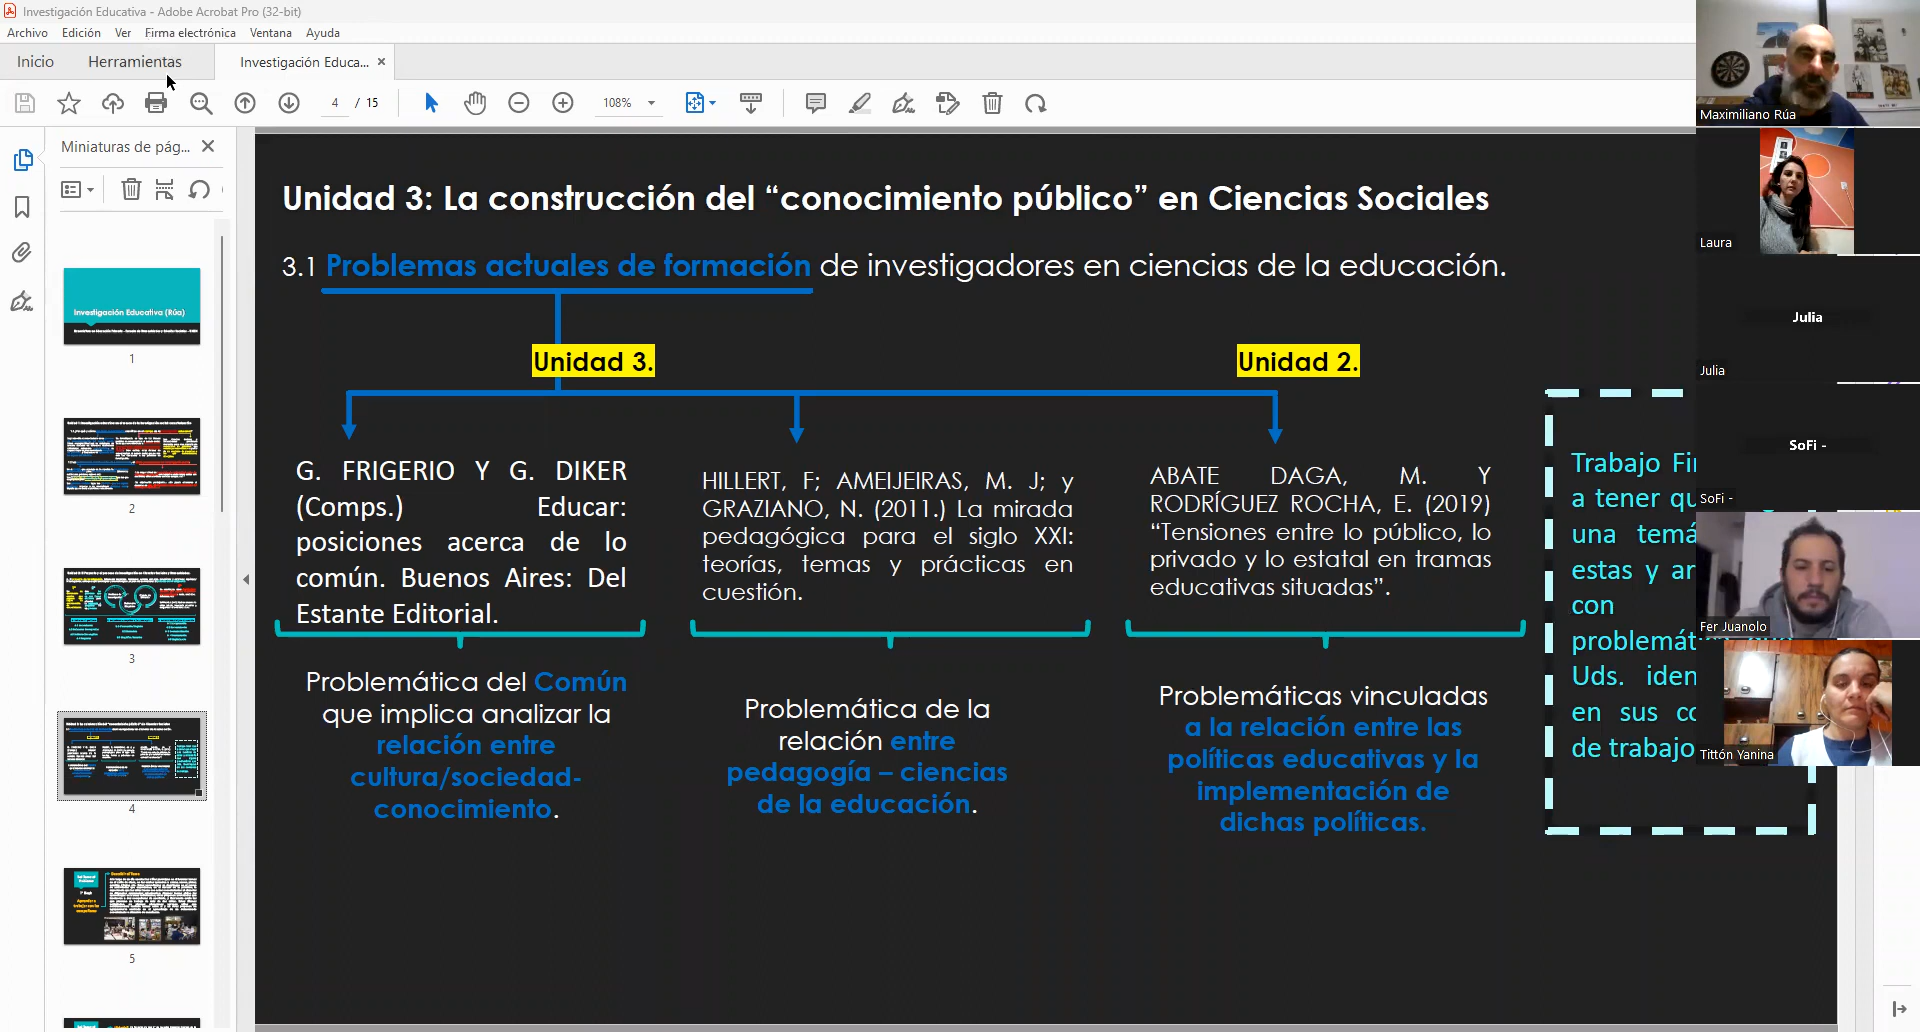 Investigación Educativa - Adobe Acrobat Pro (32-bit)
Archivo Edición Ver Firma electrónica Ventana Ayuda
Inicio Herramientas Investigación Educa... ×
4 / 15 108%
Miniaturas de pág...
Investigación Educativa (Rúa)
1
2
3
4
5
Unidad 3: La construcción del “conocimiento público” en Ciencias Sociales
3.1 Problemas actuales de formación de investigadores en ciencias de la educación.
Unidad 3.
Unidad 2.
G. FRIGERIO Y G. DIKER
(Comps.) Educar:
posiciones acerca de lo
común. Buenos Aires: Del
Estante Editorial.
Problemática del Común
que implica analizar la
relación entre
cultura/sociedad-
conocimiento.
HILLERT, F; AMEIJEIRAS, M. J; y
GRAZIANO, N. (2011.) La mirada
pedagógica para el siglo XXI:
teorías, temas y prácticas en
cuestión.
Problemática de la
relación entre
pedagogía – ciencias
de la educación.
ABATE DAGA, M. Y
RODRÍGUEZ ROCHA, E. (2019)
“Tensiones entre lo público, lo
privado y lo estatal en tramas
educativas situadas”.
Problemáticas vinculadas
a la relación entre las
políticas educativas y la
implementación de
dichas políticas.
Trabajo Fi
a tener qu
una temá
estas y ar
con
problemát
Uds. iden
en sus co
de trabajo
Maximiliano Rúa
Laura
Julia
Julia
SoFi -
SoFi -
Fer Juanolo
Tittón Yanina